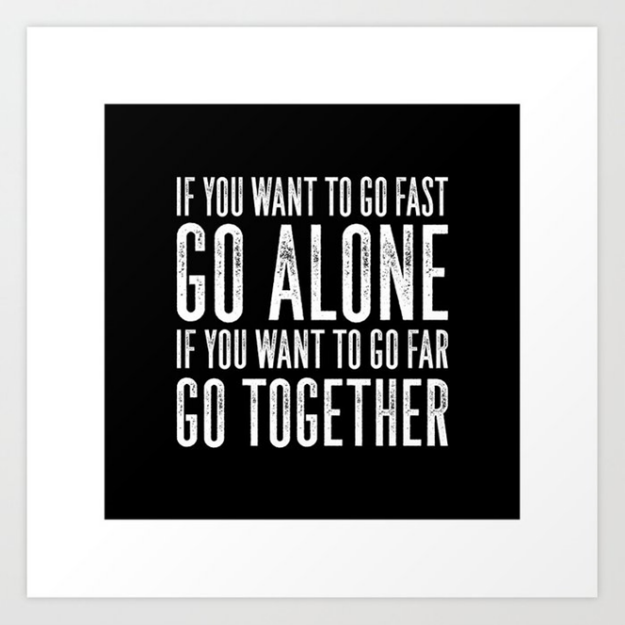 IF YOU WANT TO GO FAST
GO ALONE
IF YOU WANT TO GO FAR
GO TOGETHER